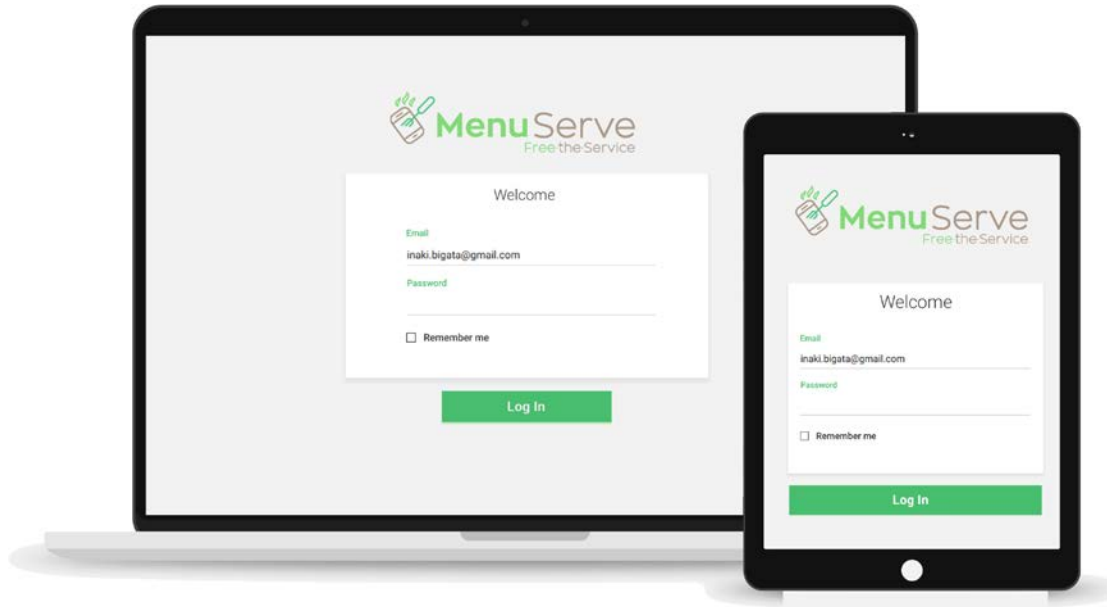 MenuServe
Free the Service
Welcome
Email
inaki.bigata@gmail.com
Password
Remember me
Log In
MenuServe
Free the Service
Welcome
Email
inaki.bigata@gmail.com
Password
Remember me
Log In